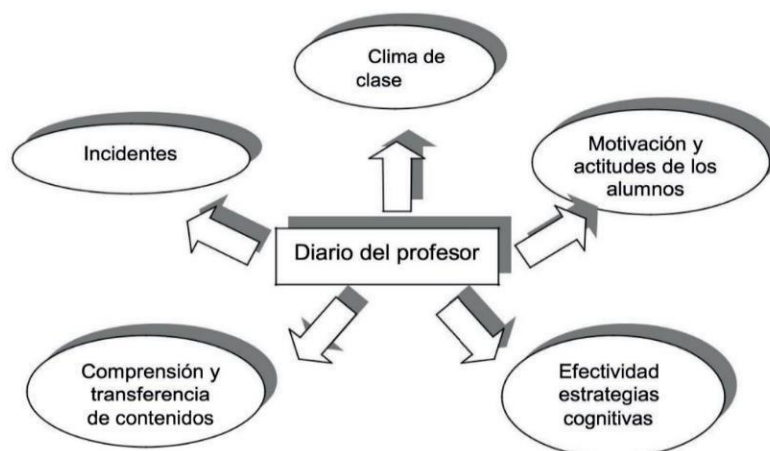 Clima de
clase
Incidentes
Motivación y
actitudes de los
alumnos
Diario del profesor
Comprensión y
transferencia
de contenidos
Efectividad
estrategias
cognitivas